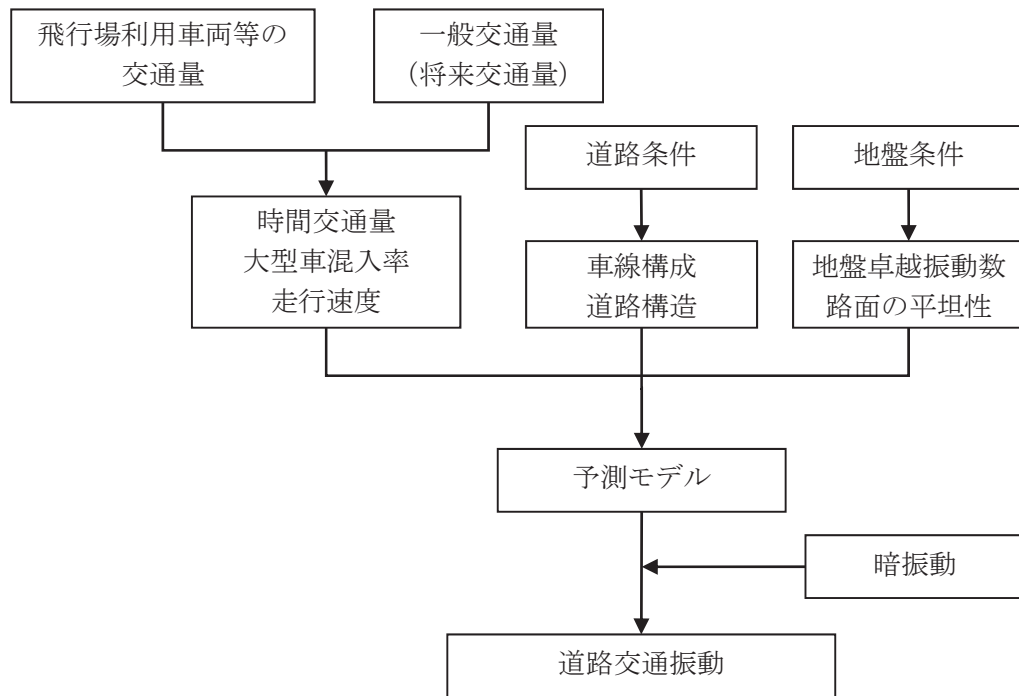 飛行場利用車両等の
交通量
一般交通量
（将来交通量）
道路条件
地盤条件
時間交通量
大型車混入率
走行速度
車線構成
道路構造
地盤卓越振動数
路面の平坦性
予測モデル
暗振動
道路交通振動